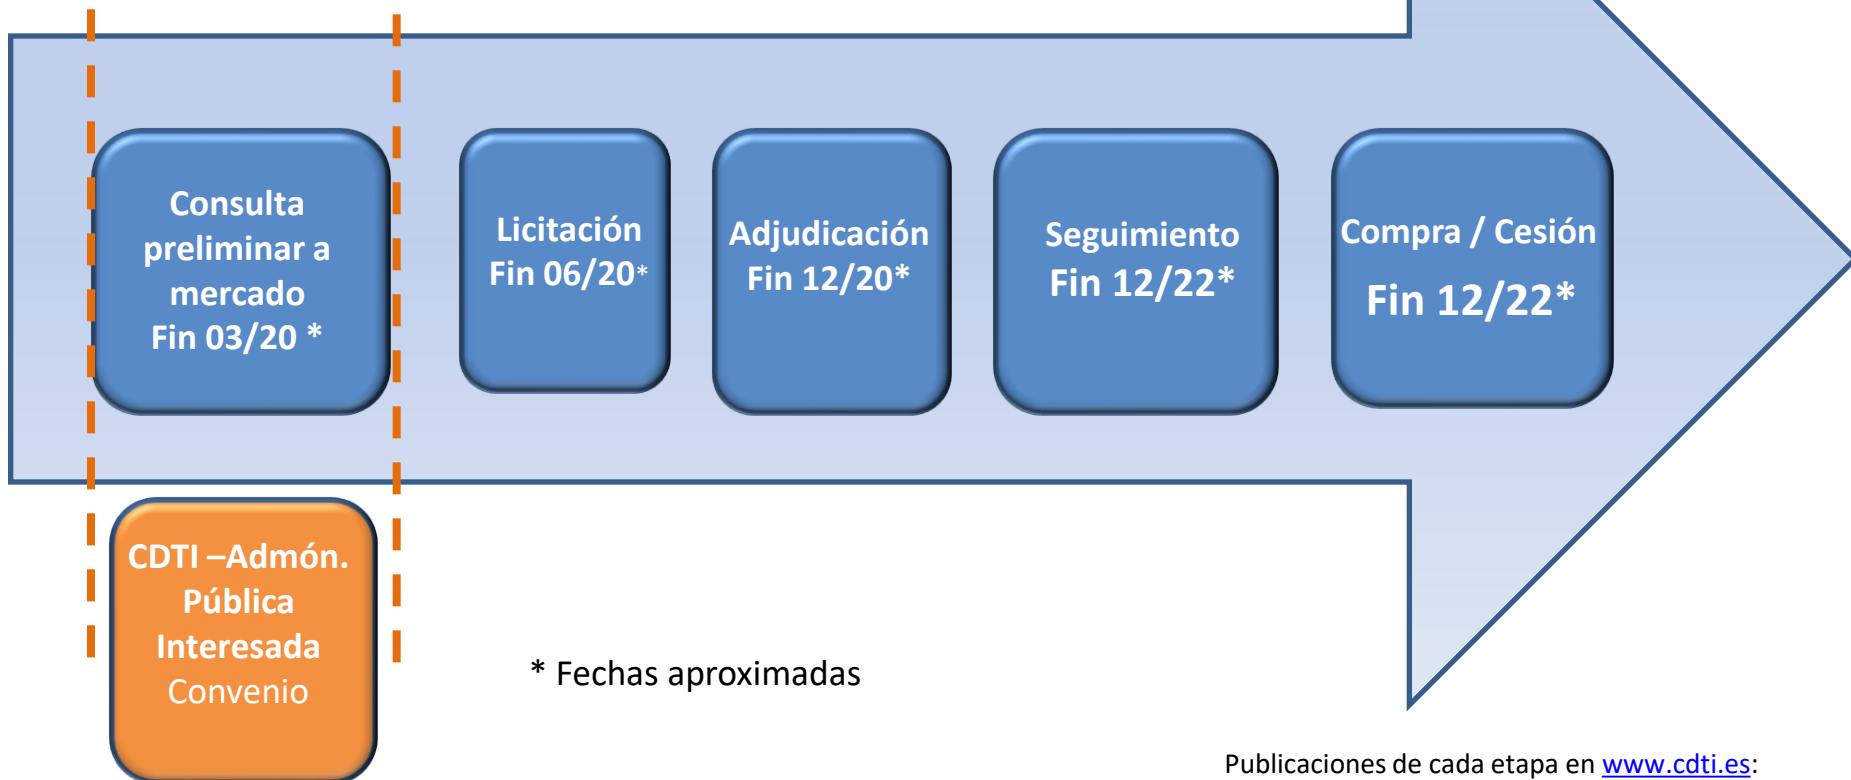 Consulta
preliminar a
mercado
Fin 03/20 *
Licitación
Fin 06/20*
Adjudicación
Fin 12/20*
Seguimiento
Fin 12/22*
Compra / Cesión
Fin 12/22*
CDTI –Admón.
Pública
Interesada
Convenio
* Fechas aproximadas
Publicaciones de cada etapa en www.cdti.es: